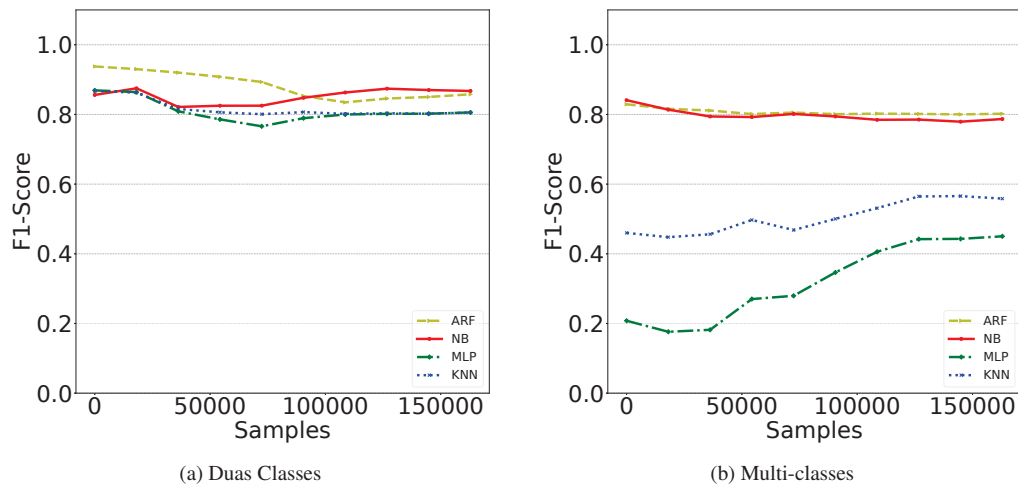 1.0
0.8
0.6
0.4
0.2
0.0
F1-Score
0 50000 100000 150000
Samples
ARF
NB
MLP
KNN
(a) Duas Classes
1.0
0.8
0.6
0.4
0.2
0.0
F1-Score
0 50000 100000 150000
Samples
ARF
NB
MLP
KNN
(b) Multi-classes